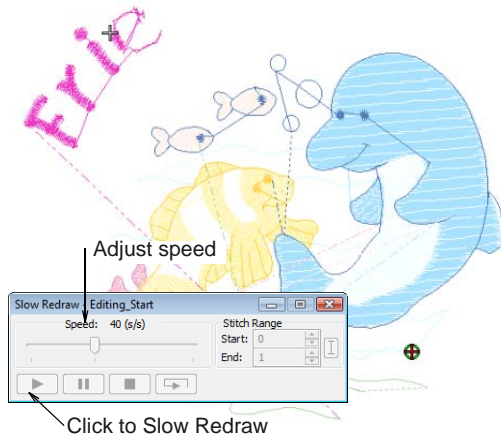 Eric
Adjust speed
Slow Redraw - Editing_Start
Speed: 40 (s/s)
Stitch Range
Start: 0
End: 1
Click to Slow Redraw